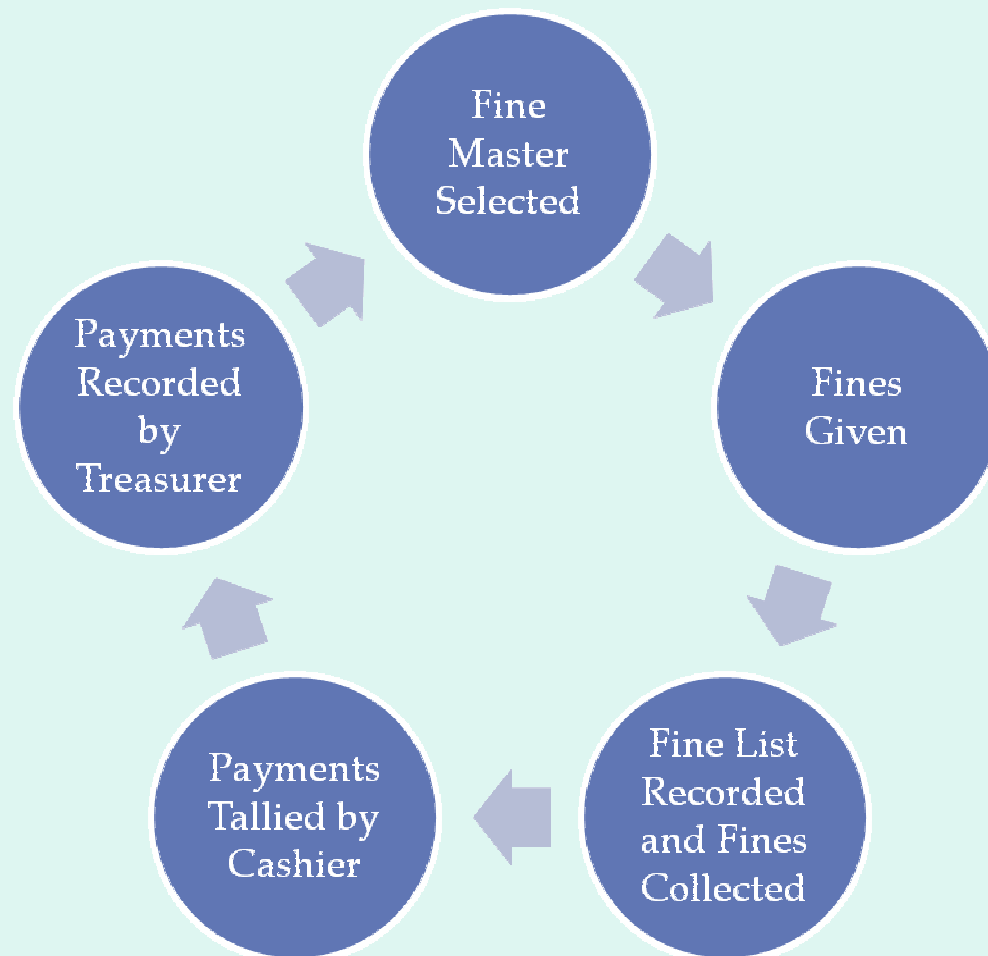 Fine
Master
Selected
Fines
Given
Fine List
Recorded
and Fines
Collected
Payments
Tallied by
Cashier
Payments
Recorded
by
Treasurer